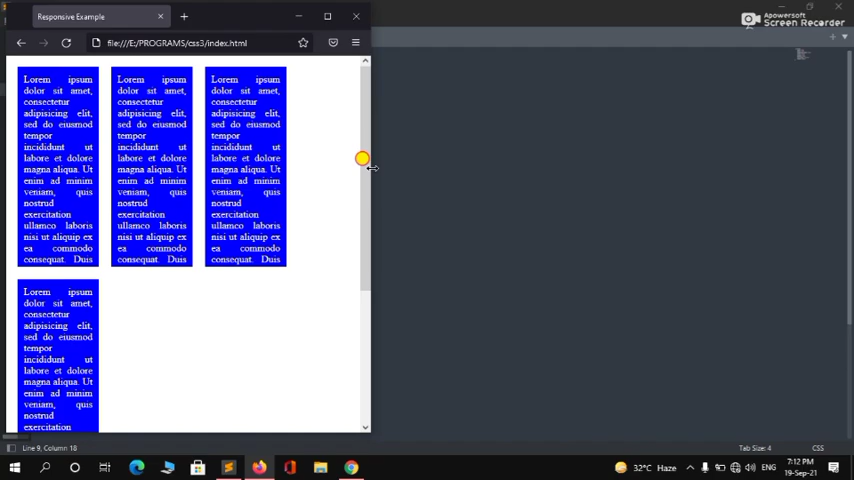 Responsive Example
Apowersoft
Screen Recorder
file:///E:/PROGRAMS/css3/index.html
Lorem ipsum
dolor sit amet,
consectetur
adipisicing elit,
sed do eiusmod
tempor
incididunt ut
labore et dolore
magna aliqua. Ut
enim ad minim
veniam, quis
nostrud
exercitation
ullamco laboris
nisi ut aliquip ex
ea commodo
consequat. Duis
Lorem ipsum
dolor sit amet,
consectetur
adipisicing elit,
sed do eiusmod
tempor
incididunt ut
labore et dolore
magna aliqua. Ut
enim ad minim
veniam, quis
nostrud
exercitation
ullamco laboris
nisi ut aliquip ex
ea commodo
consequat. Duis
Lorem ipsum
dolor sit amet,
consectetur
adipisicing elit,
sed do eiusmod
tempor
incididunt ut
labore et dolore
magna aliqua. Ut
enim ad minim
veniam, quis
nostrud
exercitation
ullamco laboris
nisi ut aliquip ex
ea commodo
consequat. Duis
Lorem ipsum
dolor sit amet,
consectetur
adipisicing elit,
sed do eiusmod
tempor
incididunt ut
labore et dolore
magna aliqua. Ut
enim ad minim
veniam, quis
nostrud
exercitation
Line 9, Column 18
Tab Size: 4
CSS
32°C Haze
ENG
7:12 PM
19-Sep-21